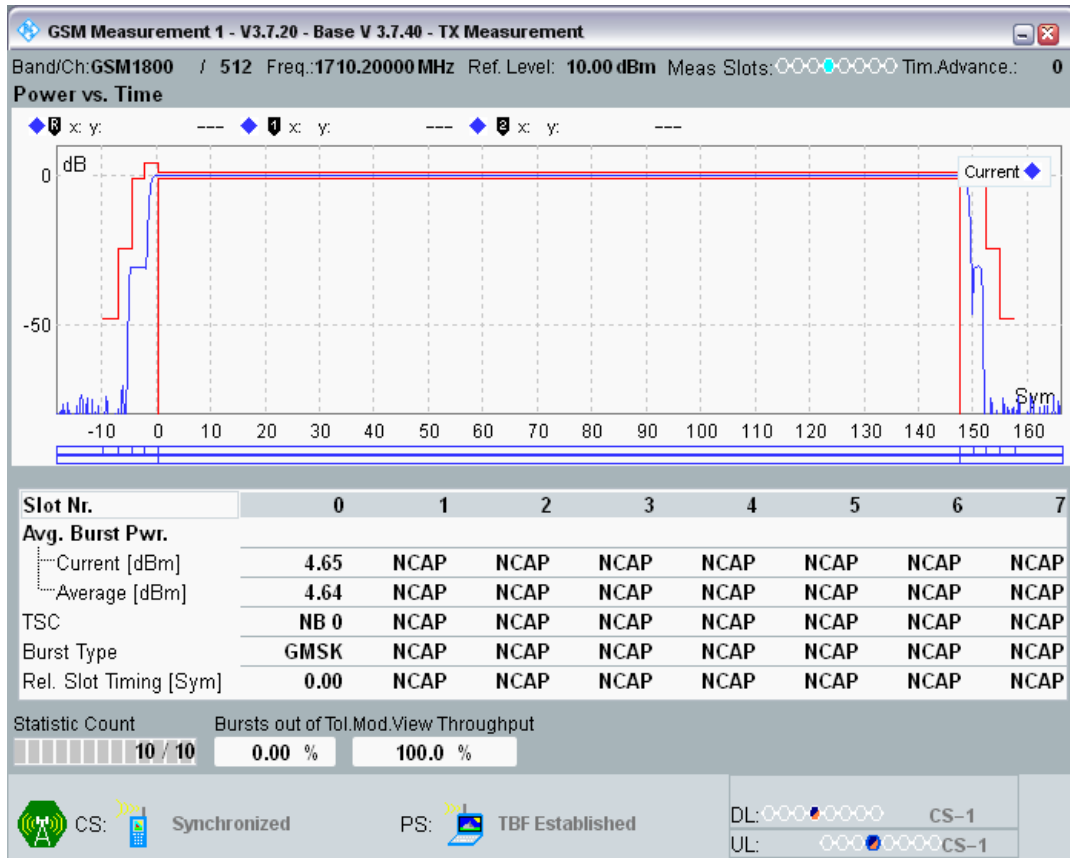 GSM Measurement 1 - V3.7.20 - Base V 3.7.40 - TX Measurement
Band/Ch:GSM1800 / 512 Freq.:1710.20000 MHz Ref. Level: 10.00 dBm Meas Slots: Tim.Advance.: 0
Power vs. Time
R x: y: --- 1 x: y: --- 2 x: y: ---
dB
Current
0
-50
Sym
-10 0 10 20 30 40 50 60 70 80 90 100 110 120 130 140 150 160
Slot Nr. 0 1 2 3 4 5 6 7
Avg. Burst Pwr.
Current [dBm] 4.65 NCAP NCAP NCAP NCAP NCAP NCAP NCAP
Average [dBm] 4.64 NCAP NCAP NCAP NCAP NCAP NCAP NCAP
TSC NB 0 NCAP NCAP NCAP NCAP NCAP NCAP NCAP
Burst Type GMSK NCAP NCAP NCAP NCAP NCAP NCAP NCAP
Rel. Slot Timing [Sym] 0.00 NCAP NCAP NCAP NCAP NCAP NCAP NCAP
Statistic Count Bursts out of Tol.Mod.View Throughput
10 / 10 0.00 % 100.0 %
CS: Synchronized PS: TBF Established
DL: CS-1
UL: CS-1